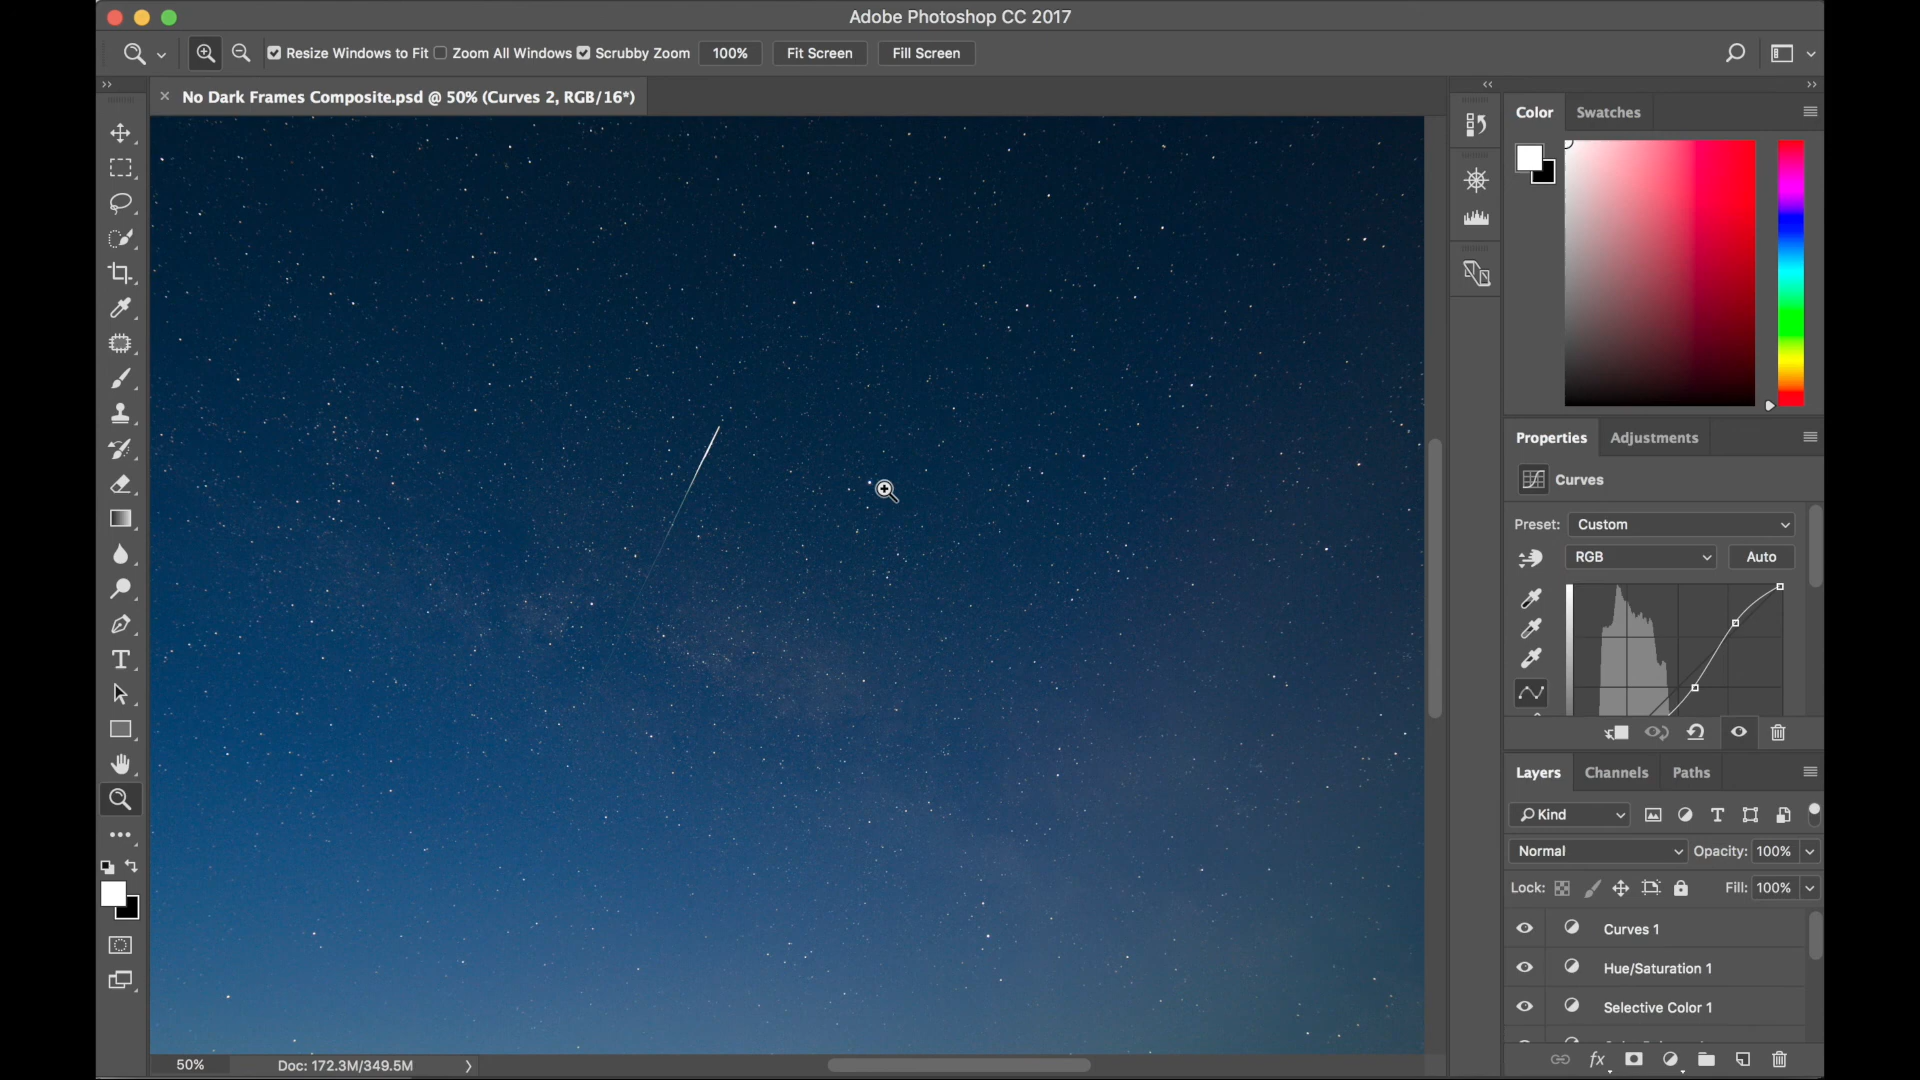 Adobe Photoshop CC 2017
Resize Windows to Fit Zoom All Windows Scrubby Zoom 100% Fit Screen Fill Screen
No Dark Frames Composite.psd @ 50% (Curves 2, RGB/16*)
Color Swatches
Properties Adjustments
Curves
Preset: Custom
RGB Auto
Layers Channels Paths
Kind
Normal Opacity: 100%
Lock: Fill: 100%
Curves 1
Hue/Saturation 1
Selective Color 1
50% Doc: 172.3M/349.5M